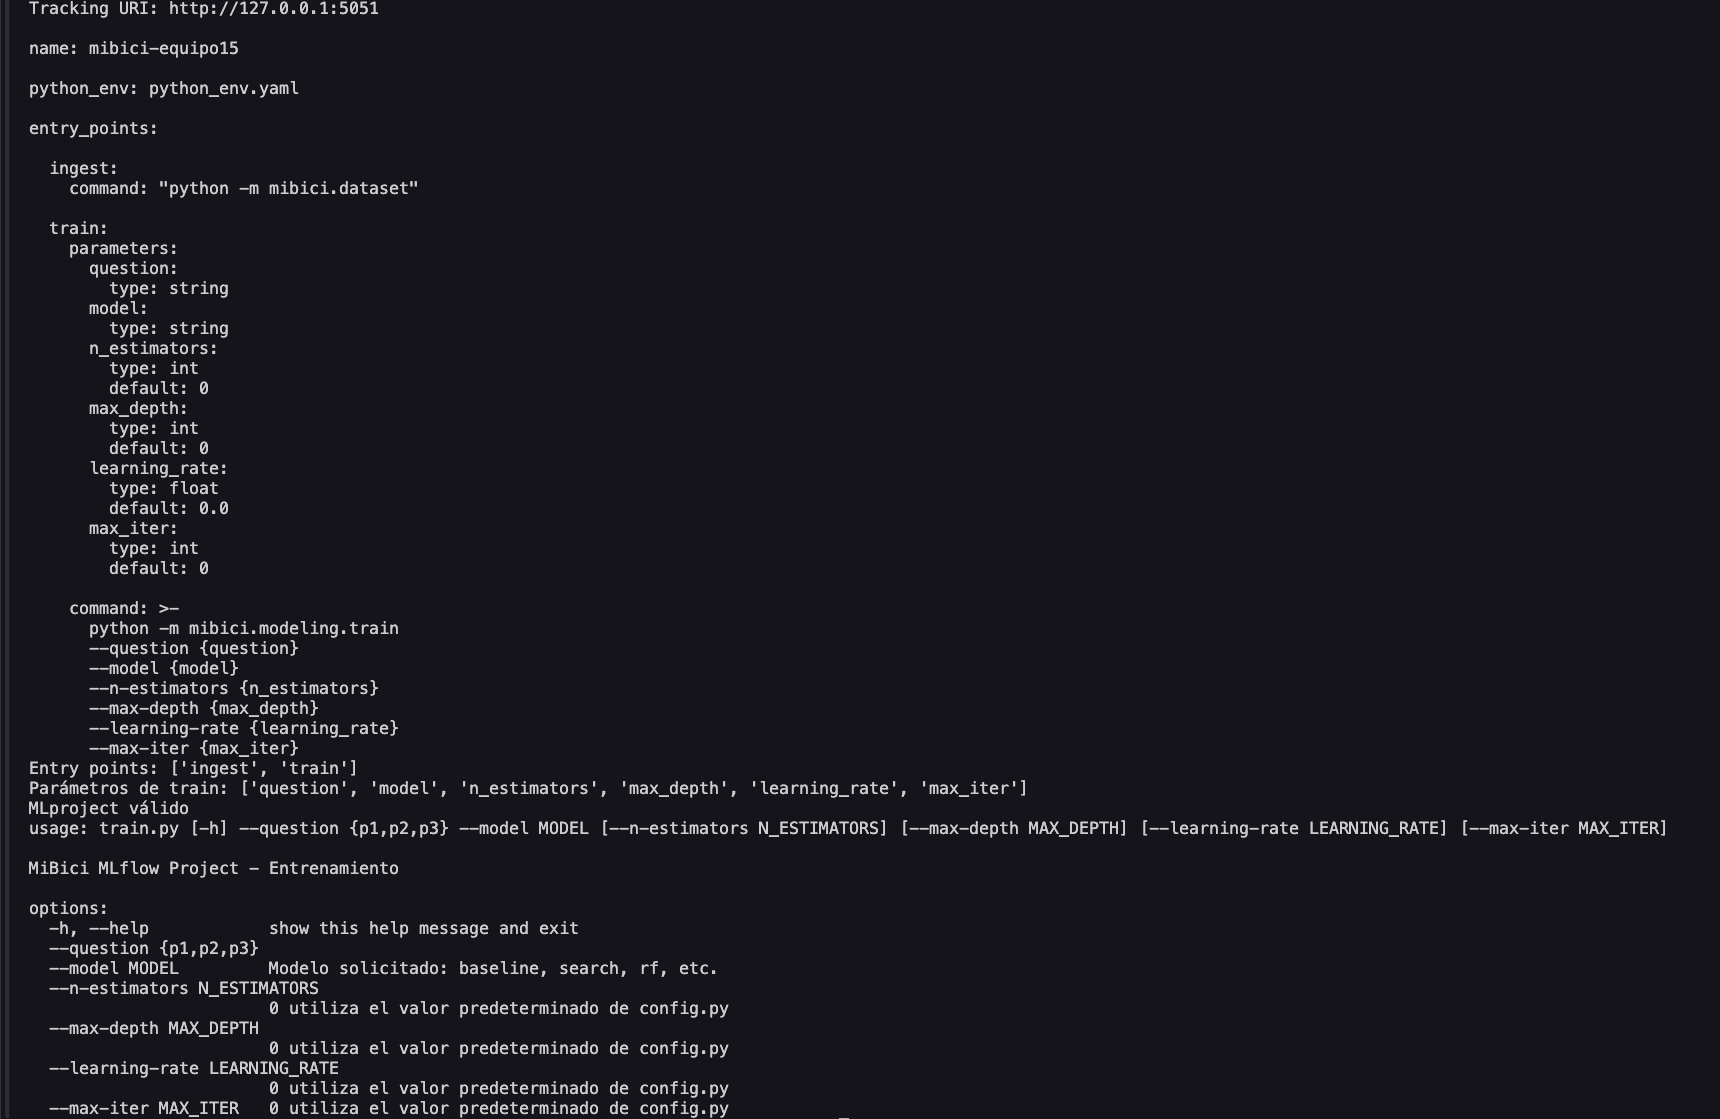 Tracking URI: http://127.0.0.1:5051
name: mibici-equipo15
python_env: python_env.yaml
entry_points:
ingest:
command: "python -m mibici.dataset"
train:
parameters:
question:
type: string
model:
type: string
n_estimators:
type: int
default: 0
max_depth:
type: int
default: 0
learning_rate:
type: float
default: 0.0
max_iter:
type: int
default: 0
command: >-
python -m mibici.modeling.train
--question {question}
--model {model}
--n-estimators {n_estimators}
--max-depth {max_depth}
--learning-rate {learning_rate}
--max-iter {max_iter}
Entry points: ['ingest', 'train']
Parámetros de train: ['question', 'model', 'n_estimators', 'max_depth', 'learning_rate', 'max_iter']
MLproject válido
usage: train.py [-h] --question {p1,p2,p3} --model MODEL [--n-estimators N_ESTIMATORS] [--max-depth MAX_DEPTH] [--learning-rate LEARNING_RATE] [--max-iter MAX_ITER]
MiBici MLflow Project - Entrenamiento
options:
-h, --help show this help message and exit
--question {p1,p2,p3}
--model MODEL Modelo solicitado: baseline, search, rf, etc.
--n-estimators N_ESTIMATORS
0 utiliza el valor predeterminado de config.py
--max-depth MAX_DEPTH
0 utiliza el valor predeterminado de config.py
--learning-rate LEARNING_RATE
0 utiliza el valor predeterminado de config.py
--max-iter MAX_ITER 0 utiliza el valor predeterminado de config.py